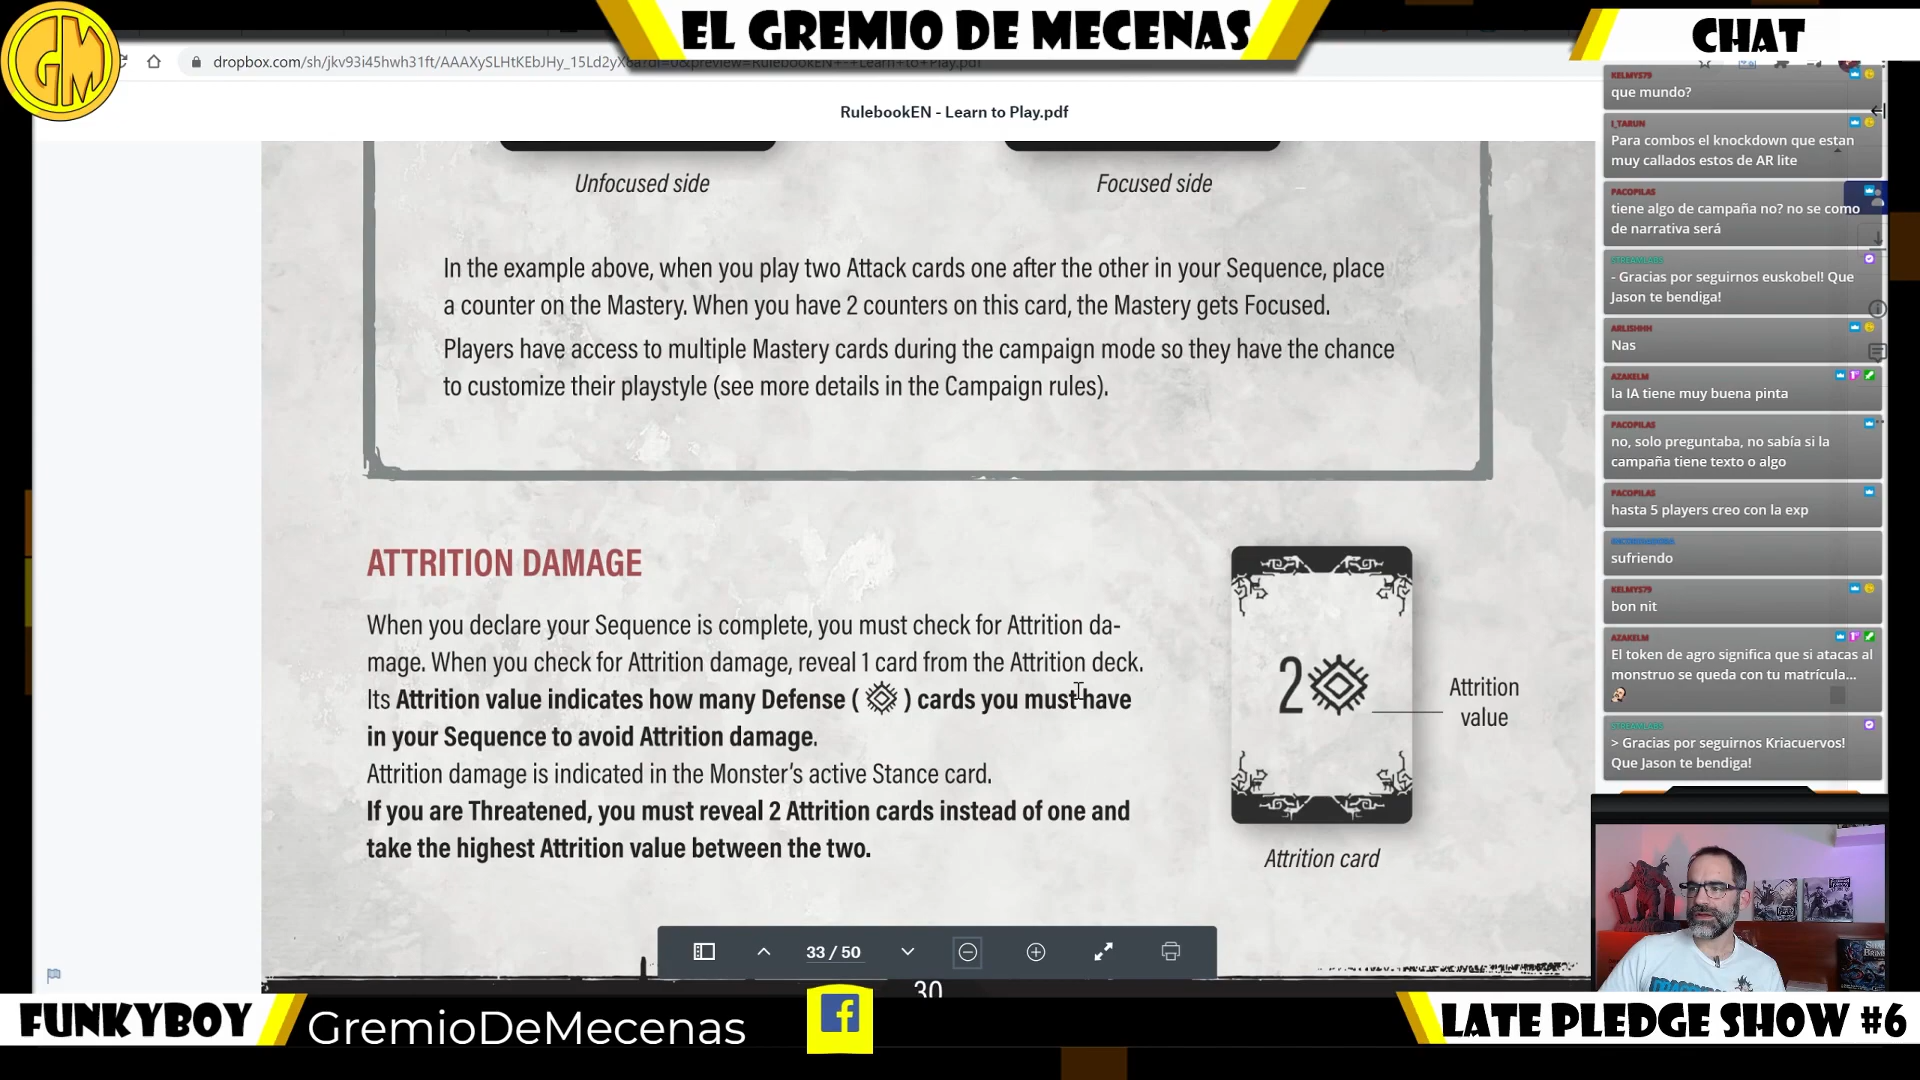 GM
EL GREMIO DE MECENAS
CHAT
dropbox.com/sh/jkv93i45hwh31ft/AAAXySLHtKEbJHy_15Ld2yX
RulebookEN - Learn to Play.pdf
Unfocused side
Focused side
In the example above, when you play two Attack cards one after the other in your Sequence, place
a counter on the Mastery. When you have 2 counters on this card, the Mastery gets Focused.
Players have access to multiple Mastery cards during the campaign mode so they have the chance
to customize their playstyle (see more details in the Campaign rules).
ATTRITION DAMAGE
When you declare your Sequence is complete, you must check for Attrition da-
mage. When you check for Attrition damage, reveal 1 card from the Attrition deck.
Its Attrition value indicates how many Defense ( ) cards you must have
in your Sequence to avoid Attrition damage.
Attrition damage is indicated in the Monster's active Stance card.
If you are Threatened, you must reveal 2 Attrition cards instead of one and
take the highest Attrition value between the two.
2
Attrition
value
Attrition card
33 / 50
30
KELMYS79
que mundo?
I_TARUN
Para combos el knockdown que estan
muy callados estos de AR lite
PACOPILAS
tiene algo de campaña no? no se como
de narrativa será
STREAMLABS
- Gracias por seguirnos euskobel! Que
Jason te bendiga!
ARLISHHH
Nas
AZAKELM
la IA tiene muy buena pinta
PACOPILAS
no, solo preguntaba, no sabía si la
campaña tiene texto o algo
PACOPILAS
hasta 5 players creo con la exp
sufriendo
KELMYS79
bon nit
AZAKELM
El token de agro significa que si atacas al
monstruo se queda con tu matrícula...
STREAMLABS
> Gracias por seguirnos Kriacuervos!
Que Jason te bendiga!
FUNKYBOY
GremioDeMecenas
LATE PLEDGE SHOW #6